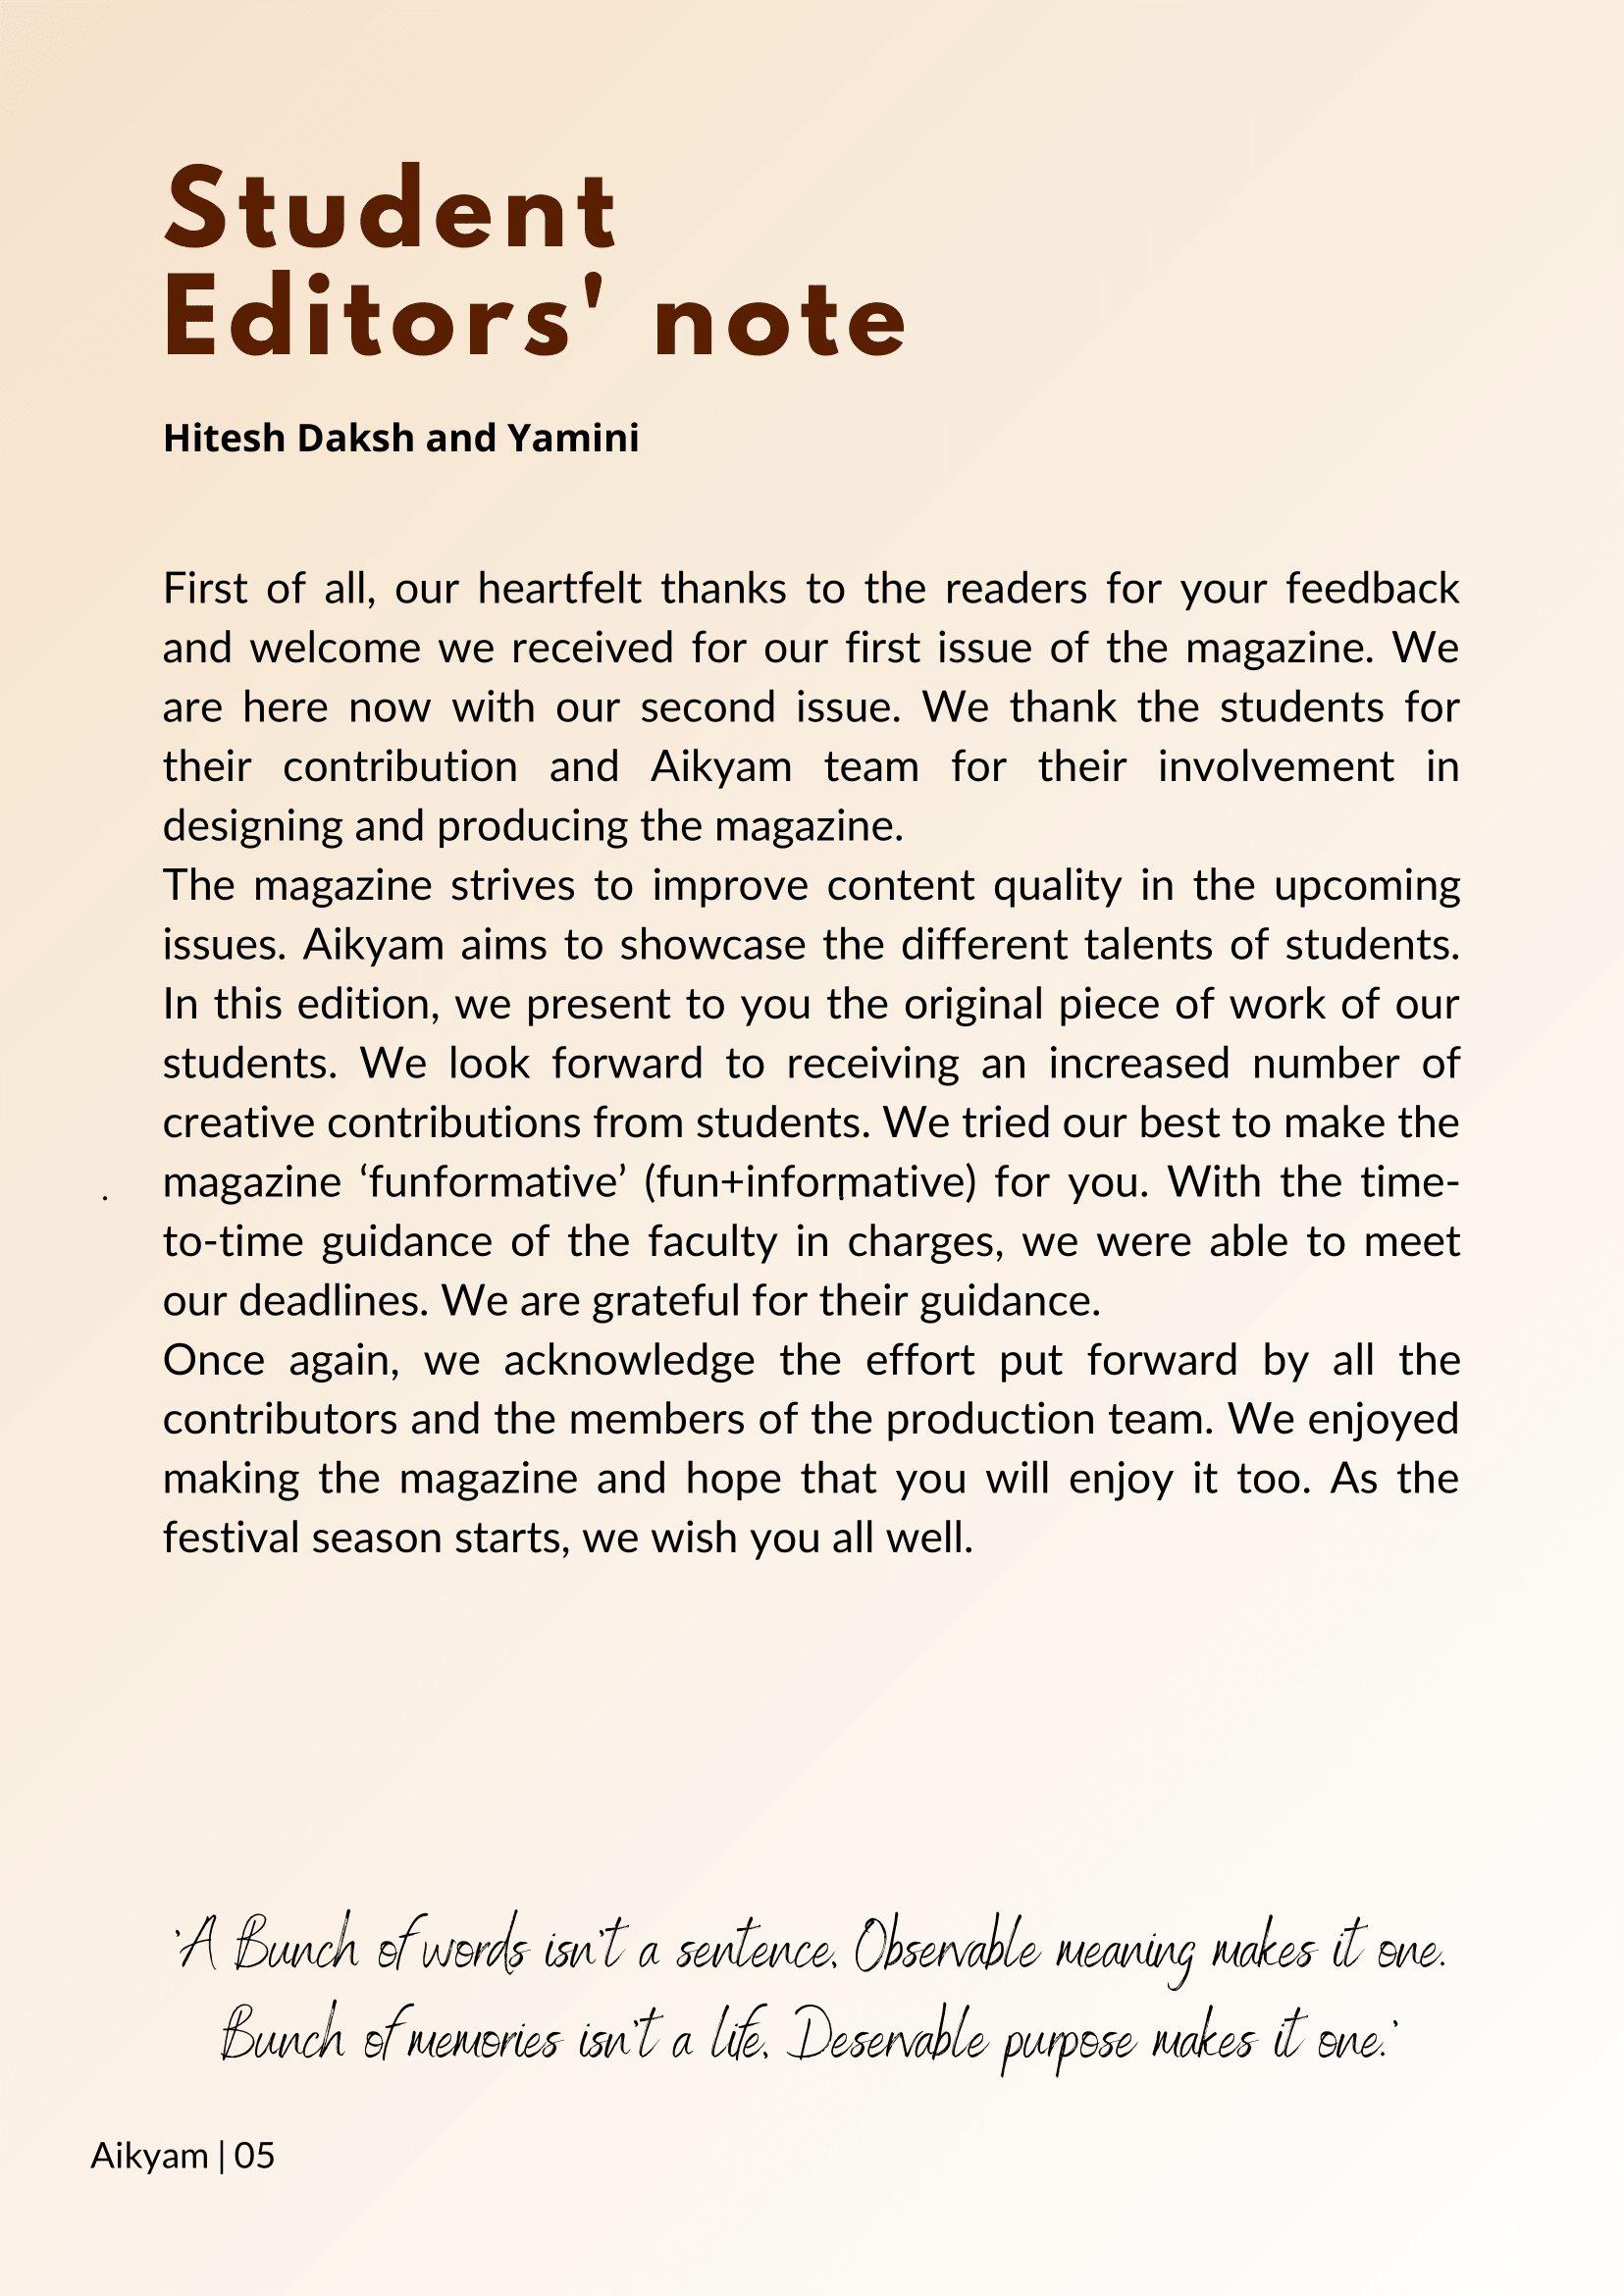 Student
Editors' note
Hitesh Daksh and Yamini
First of all, our heartfelt thanks to the readers for your feedback
and welcome we received for our first issue of the magazine. We
are here now with our second issue. We thank the students for
their contribution and Aikyam team for their involvement in
designing and producing the magazine.
The magazine strives to improve content quality in the upcoming
issues. Aikyam aims to showcase the different talents of students.
In this edition, we present to you the original piece of work of our
students. We look forward to receiving an increased number of
creative contributions from students. We tried our best to make the
magazine ‘funformative’ (fun+informative) for you. With the time-
to-time guidance of the faculty in charges, we were able to meet
our deadlines. We are grateful for their guidance.
Once again, we acknowledge the effort put forward by all the
contributors and the members of the production team. We enjoyed
making the magazine and hope that you will enjoy it too. As the
festival season starts, we wish you all well.
'A Bunch of words isn't a sentence, Observable meaning makes it one.
Bunch of memories isn't a life, Deservable purpose makes it one.'
Aikyam | 05